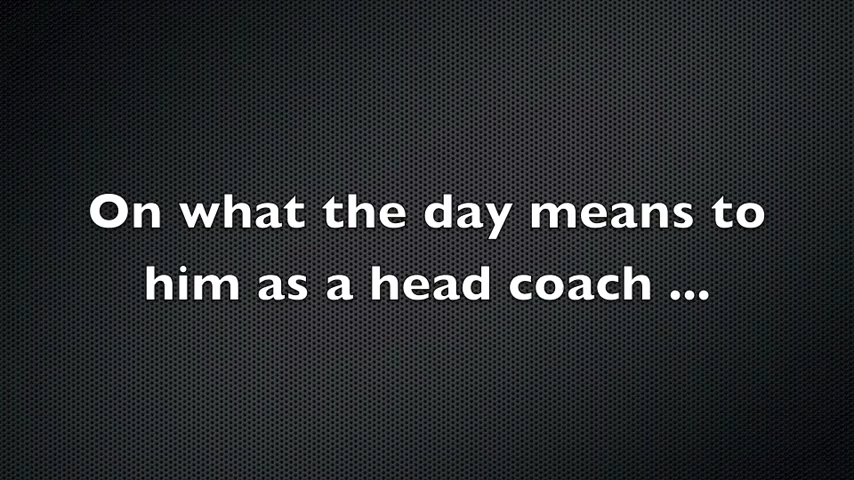 On what the day means to
him as a head coach ...